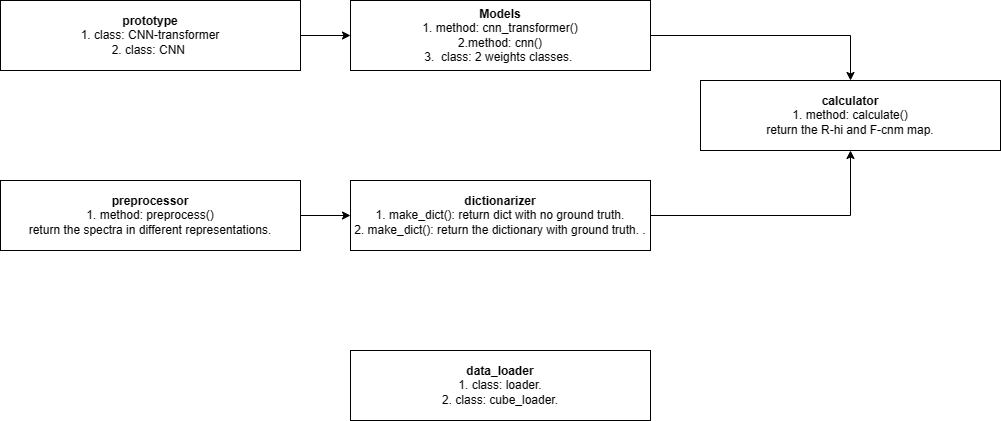 prototype
1. class: CNN-transformer
2. class: CNN
Models
1. method: cnn_transformer()
2.method: cnn()
3. class: 2 weights classes.
calculator
1. method: calculate()
return the R-hi and F-cnm map.
preprocessor
1. method: preprocess()
return the spectra in different representations.
dictionarizer
1. make_dict(): return dict with no ground truth.
2. make_dict(): return the dictionary with ground truth. .
data_loader
1. class: loader.
2. class: cube_loader.